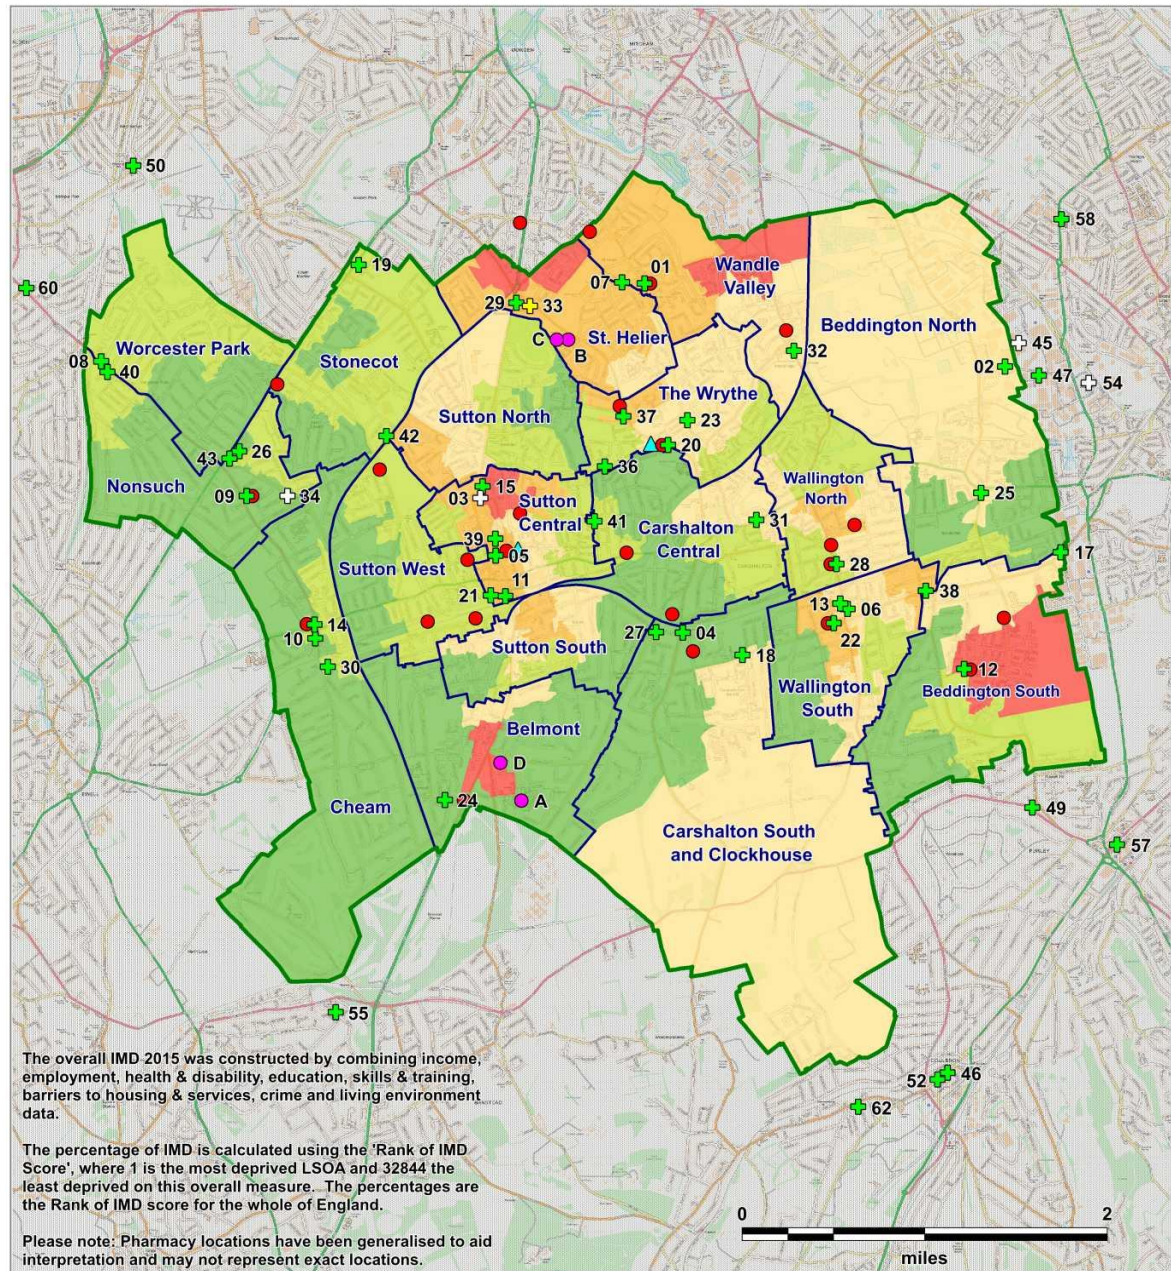 50
58
19
60
01
07
Wandle
Valley
29
33
Beddington North
St. Helier
C
B
45
32
02
47
54
Worcester Park
08
40
Stonecot
The Wrythe
Sutton North
37
23
42
20
26
43
36
Nonsuch
15
03
09
34
Sutton
Central
Wallington
North
25
41
31
Carshalton
Central
39
05
17
Sutton West
28
11
21
38
13
06
14
10
27
04
22
Sutton South
18
12
30
Beddington South
Wallington
South
Belmont
D
24
A
Cheam
49
Carshalton South
and Clockhouse
57
55
46
52
62
The overall IMD 2015 was constructed by combining income,
employment, health & disability, education, skills & training,
barriers to housing & services, crime and living environment
data.
The percentage of IMD is calculated using the 'Rank of IMD
Score', where 1 is the most deprived LSOA and 32844 the
least deprived on this overall measure. The percentages are
the Rank of IMD score for the whole of England.
Please note: Pharmacy locations have been generalised to aid
interpretation and may not represent exact locations.
0
2
miles